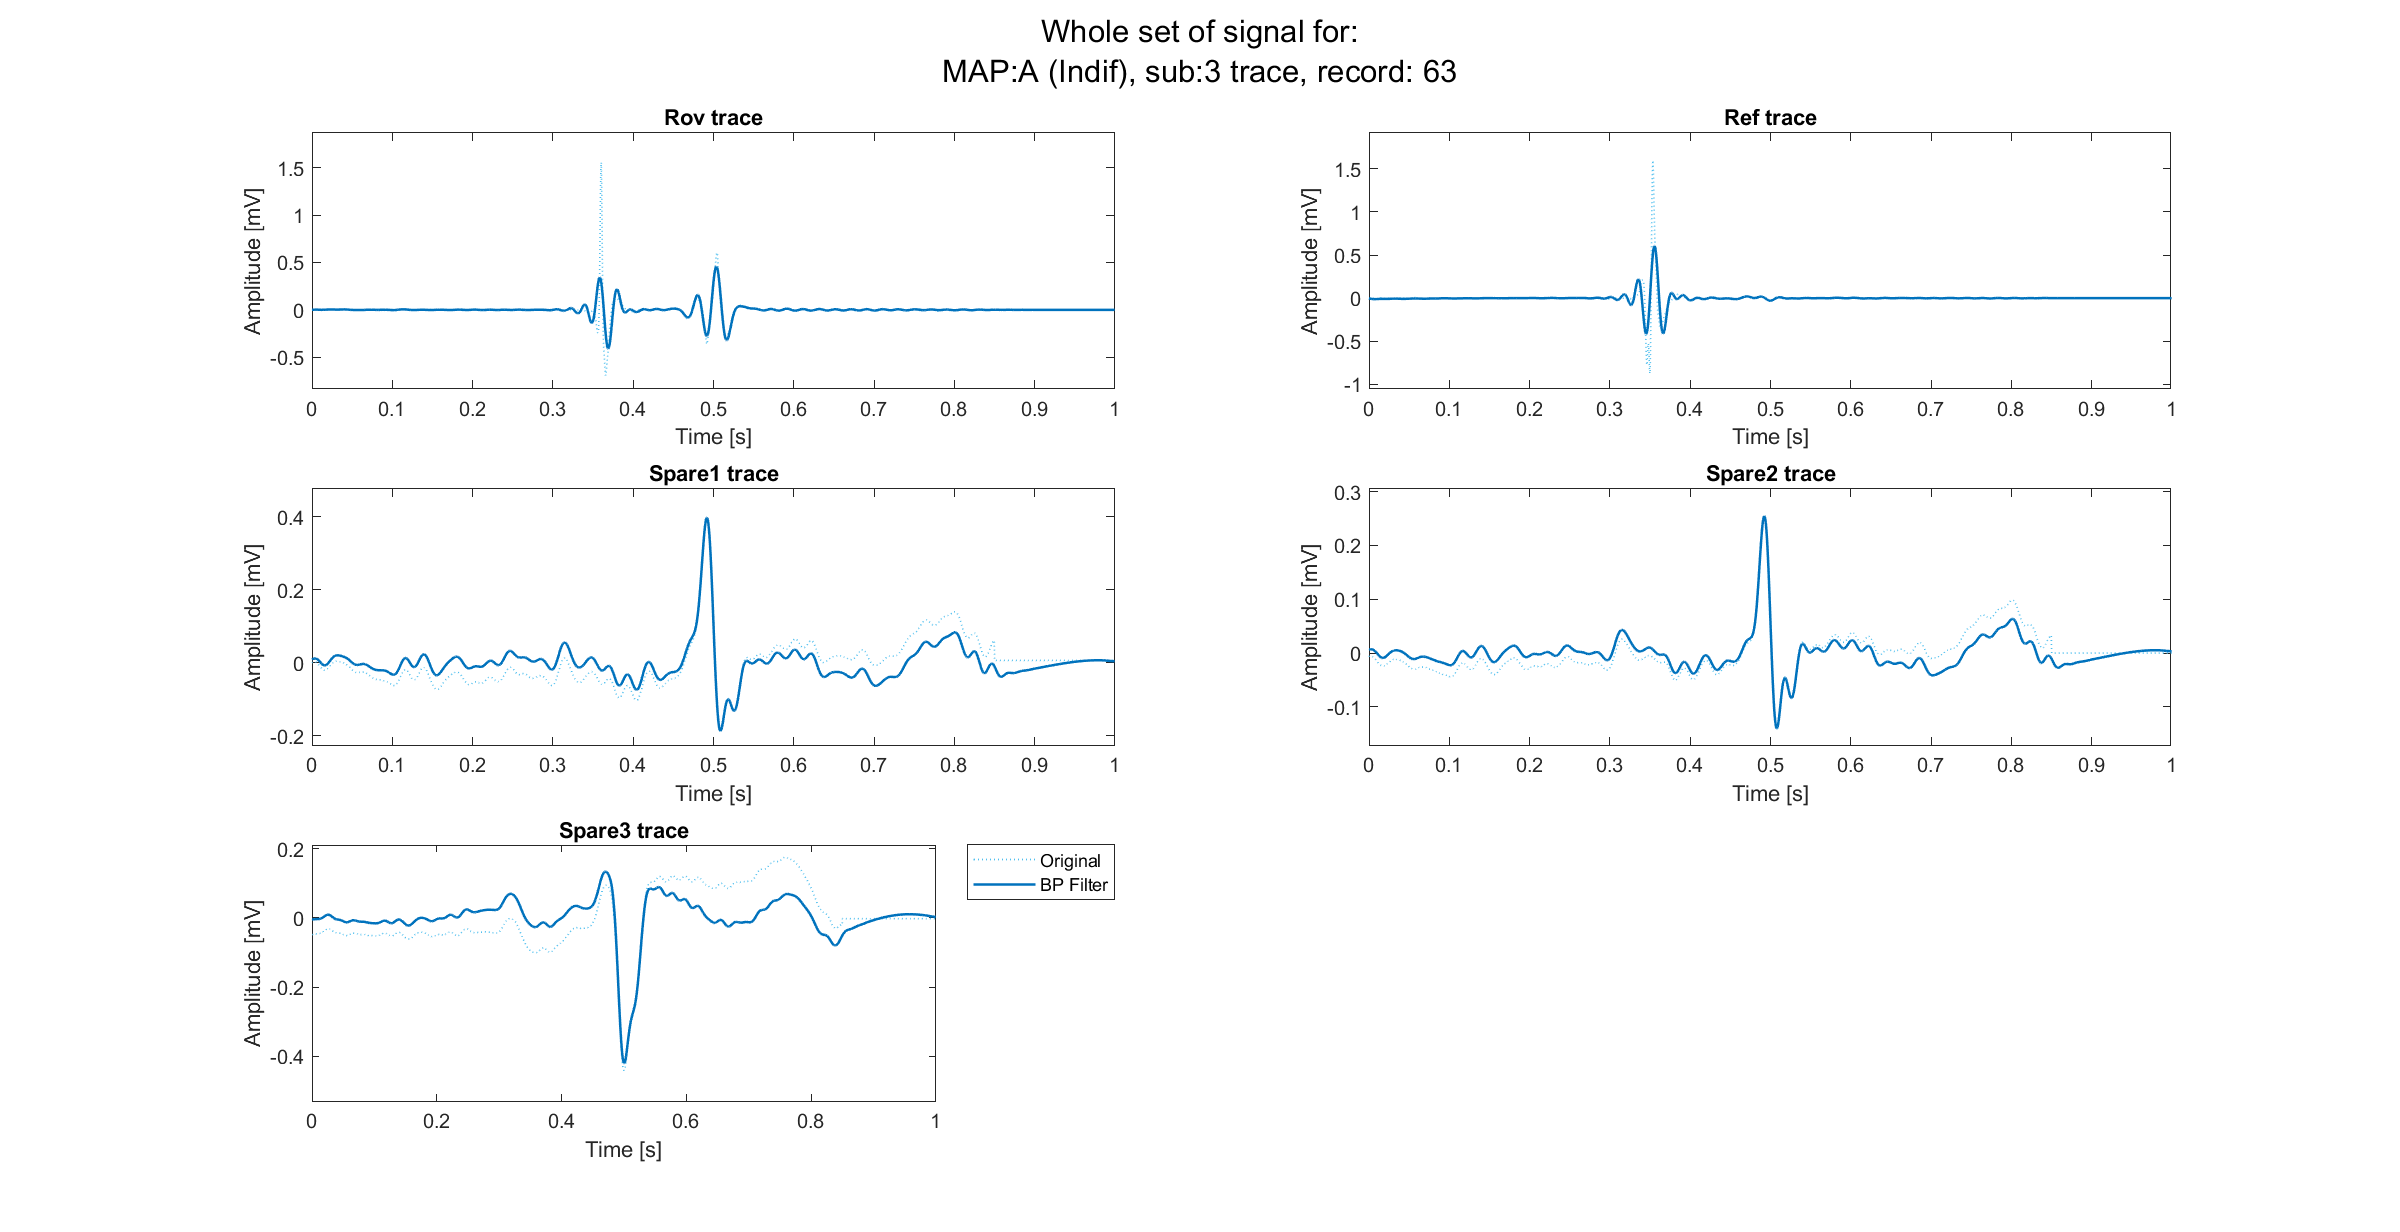 Whole set of signal for:
MAP:A (Indif), sub:3 trace, record: 63
Rov trace
Amplitude [mV]
1.5
1
0.5
0
-0.5
0 0.1 0.2 0.3 0.4 0.5 0.6 0.7 0.8 0.9 1
Time [s]
Ref trace
Amplitude [mV]
1.5
1
0.5
0
-0.5
-1
0 0.1 0.2 0.3 0.4 0.5 0.6 0.7 0.8 0.9 1
Time [s]
Spare1 trace
Amplitude [mV]
0.4
0.2
0
-0.2
0 0.1 0.2 0.3 0.4 0.5 0.6 0.7 0.8 0.9 1
Time [s]
Spare2 trace
Amplitude [mV]
0.3
0.2
0.1
0
-0.1
0 0.1 0.2 0.3 0.4 0.5 0.6 0.7 0.8 0.9 1
Time [s]
Spare3 trace
Amplitude [mV]
0.2
0
-0.2
-0.4
0 0.2 0.4 0.6 0.8 1
Time [s]
Original
BP Filter